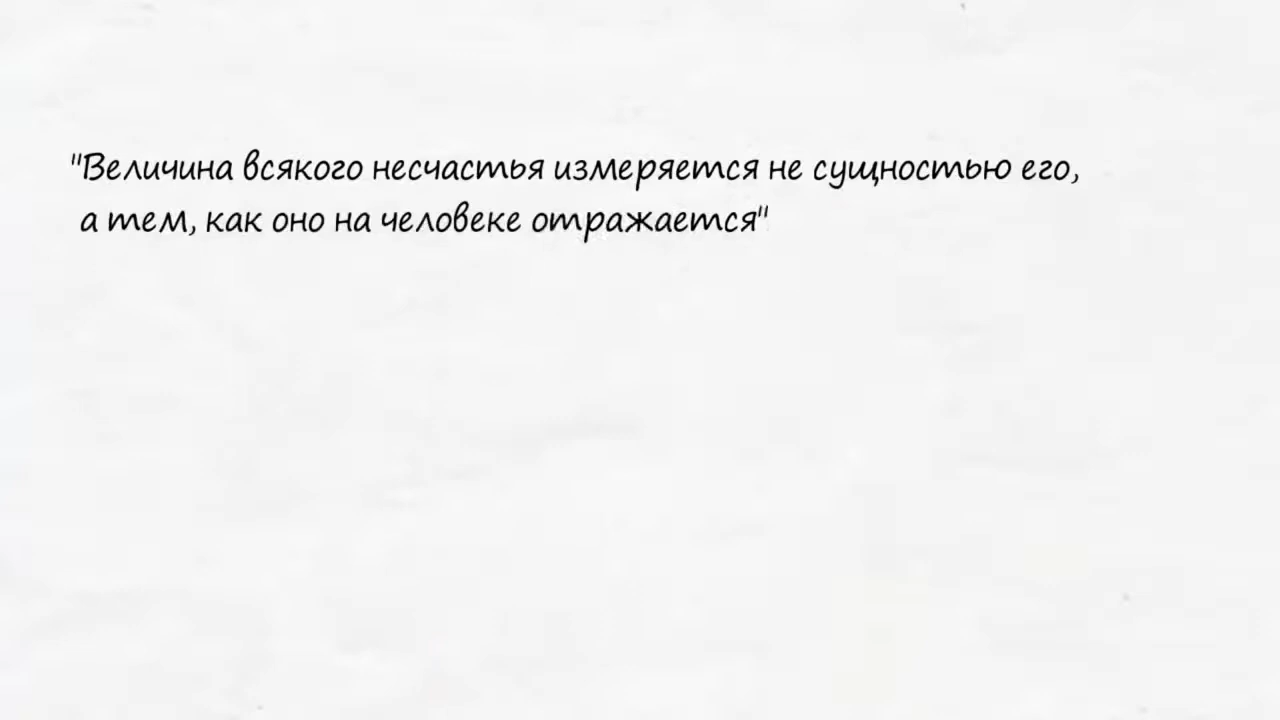 "Величина всякого несчастья измеряется не сущностью его,
а тем, как оно на человеке отражается"